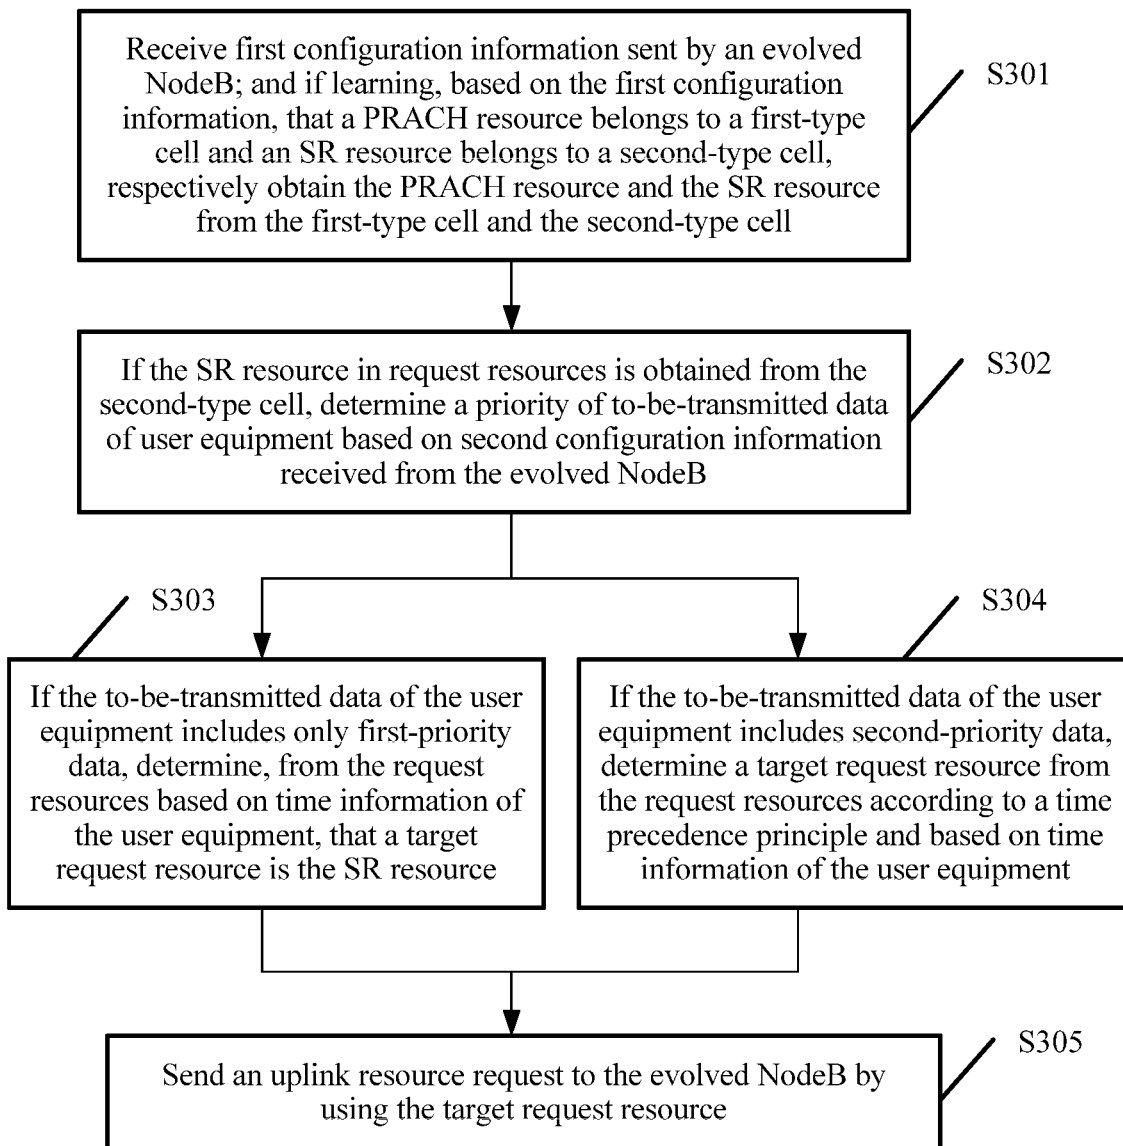 Receive first configuration information sent by an evolved
NodeB; and if learning, based on the first configuration
information, that a PRACH resource belongs to a first-type
cell and an SR resource belongs to a second-type cell,
respectively obtain the PRACH resource and the SR resource
from the first-type cell and the second-type cell
S301
If the SR resource in request resources is obtained from the
second-type cell, determine a priority of to-be-transmitted data
of user equipment based on second configuration information
received from the evolved NodeB
S302
S303
If the to-be-transmitted data of the user
equipment includes only first-priority
data, determine, from the request
resources based on time information of
the user equipment, that a target
request resource is the SR resource
S304
If the to-be-transmitted data of the user
equipment includes second-priority data,
determine a target request resource from
the request resources according to a time
precedence principle and based on time
information of the user equipment
S305
Send an uplink resource request to the evolved NodeB by
using the target request resource